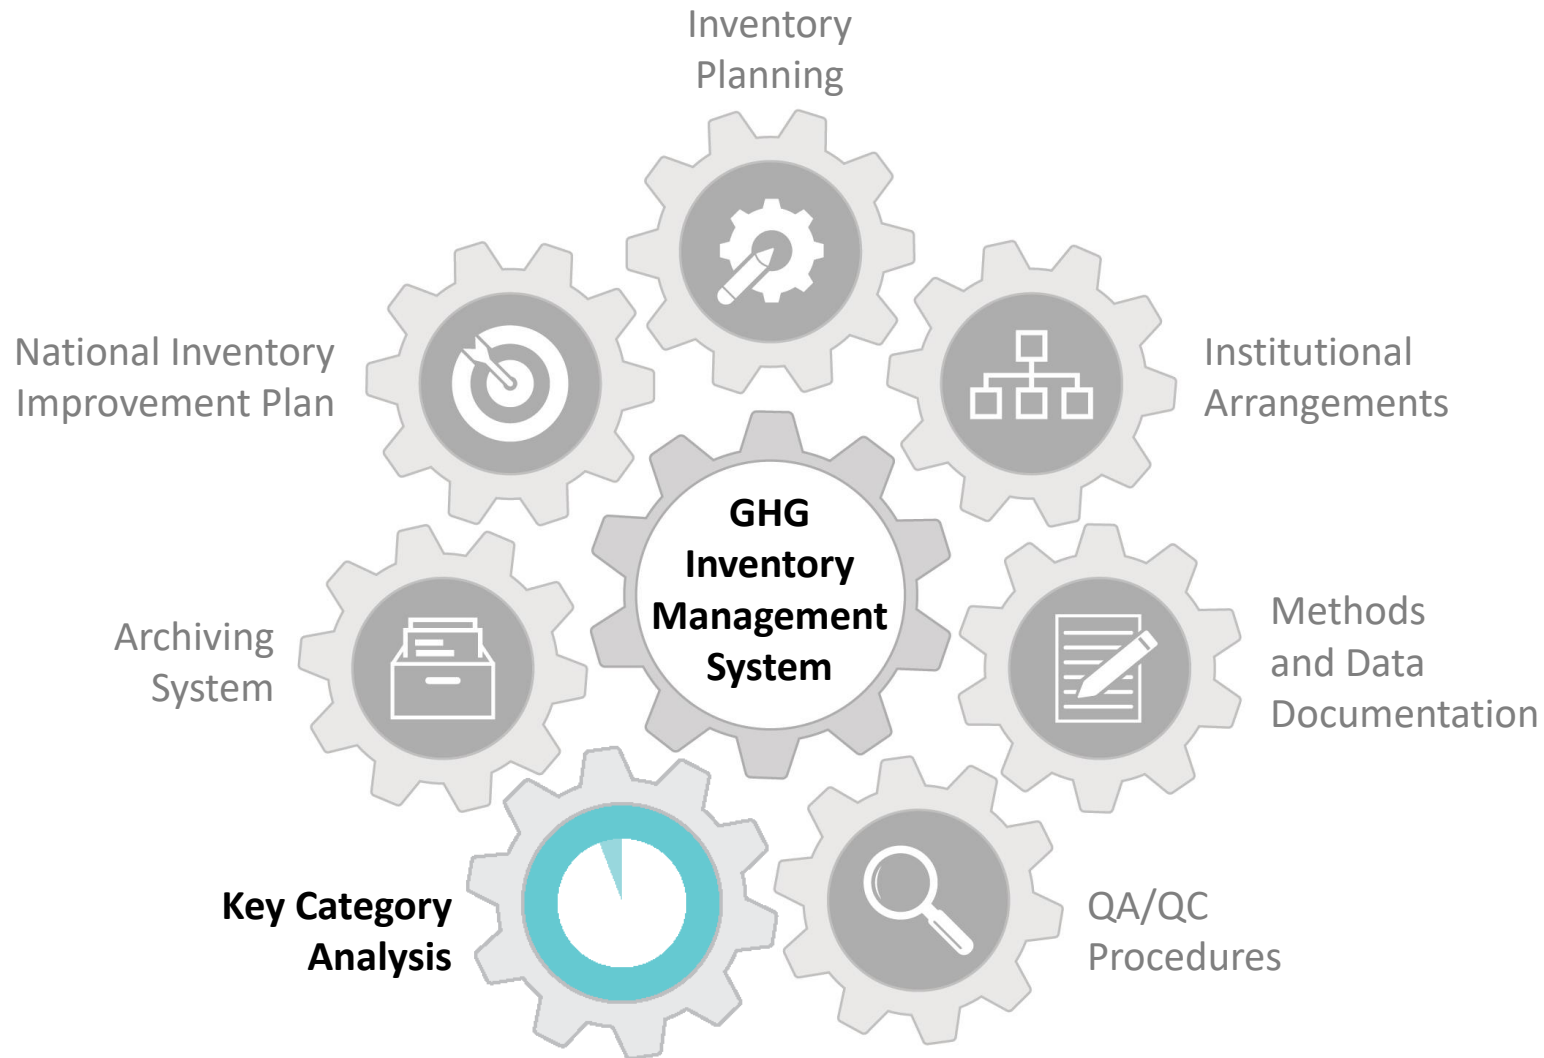 Inventory
Planning
National Inventory
Improvement Plan
Institutional
Arrangements
GHG
Inventory
Management
System
Archiving
System
Methods
and Data
Documentation
Key Category
Analysis
QA/QC
Procedures